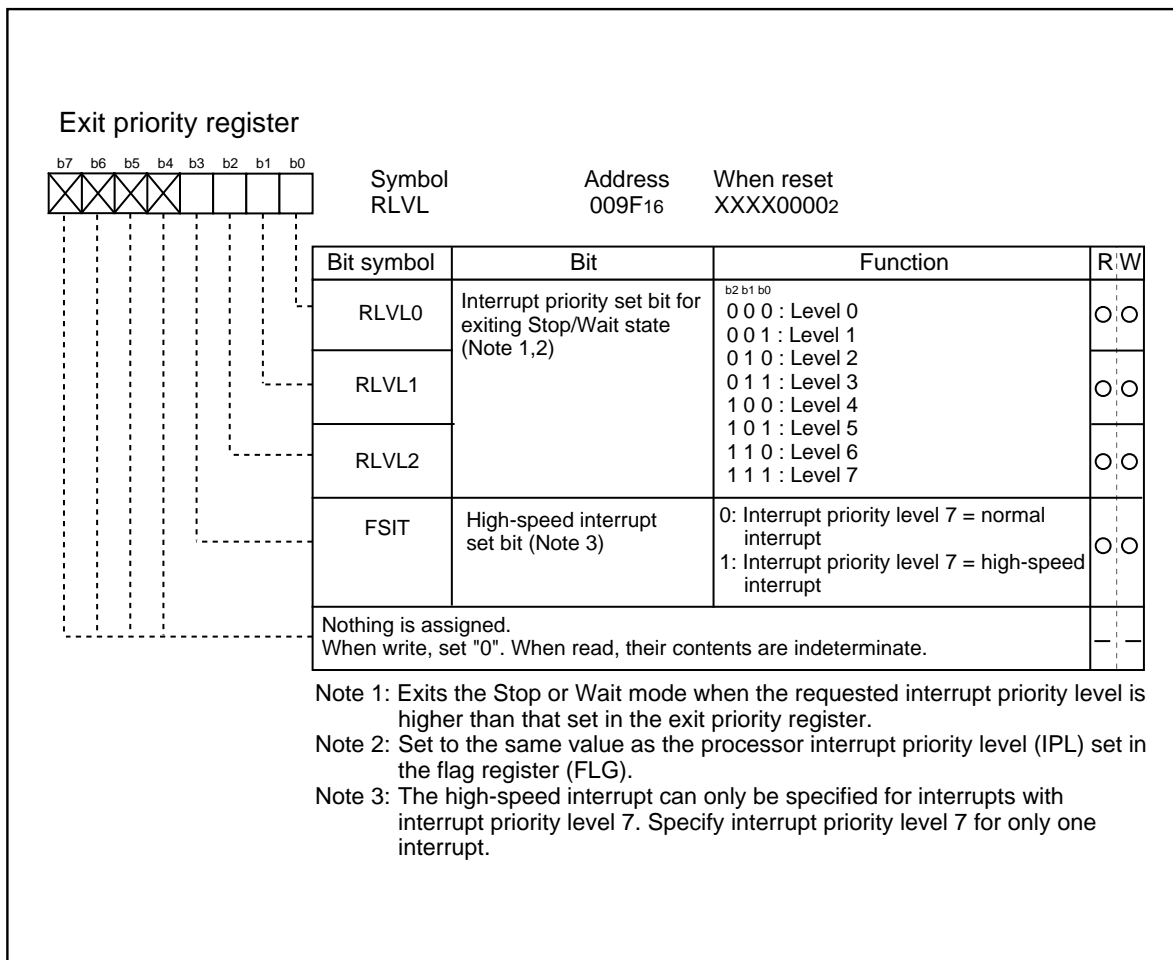 Exit priority register
b7 b6 b5 b4 b3 b2 b1 b0
Symbol Address When reset
RLVL 009F16 XXXX00002
Bit symbol Bit Function R W
RLVL0
Interrupt priority set bit for
exiting Stop/Wait state
(Note 1,2)
b2 b1 b0
0 0 0 : Level 0
0 0 1 : Level 1
0 1 0 : Level 2
0 1 1 : Level 3
1 0 0 : Level 4
1 0 1 : Level 5
1 1 0 : Level 6
1 1 1 : Level 7
RLVL1
RLVL2
FSIT
High-speed interrupt
set bit (Note 3)
0: Interrupt priority level 7 = normal
interrupt
1: Interrupt priority level 7 = high-speed
interrupt
Nothing is assigned.
When write, set "0". When read, their contents are indeterminate.
Note 1: Exits the Stop or Wait mode when the requested interrupt priority level is
higher than that set in the exit priority register.
Note 2: Set to the same value as the processor interrupt priority level (IPL) set in
the flag register (FLG).
Note 3: The high-speed interrupt can only be specified for interrupts with
interrupt priority level 7. Specify interrupt priority level 7 for only one
interrupt.